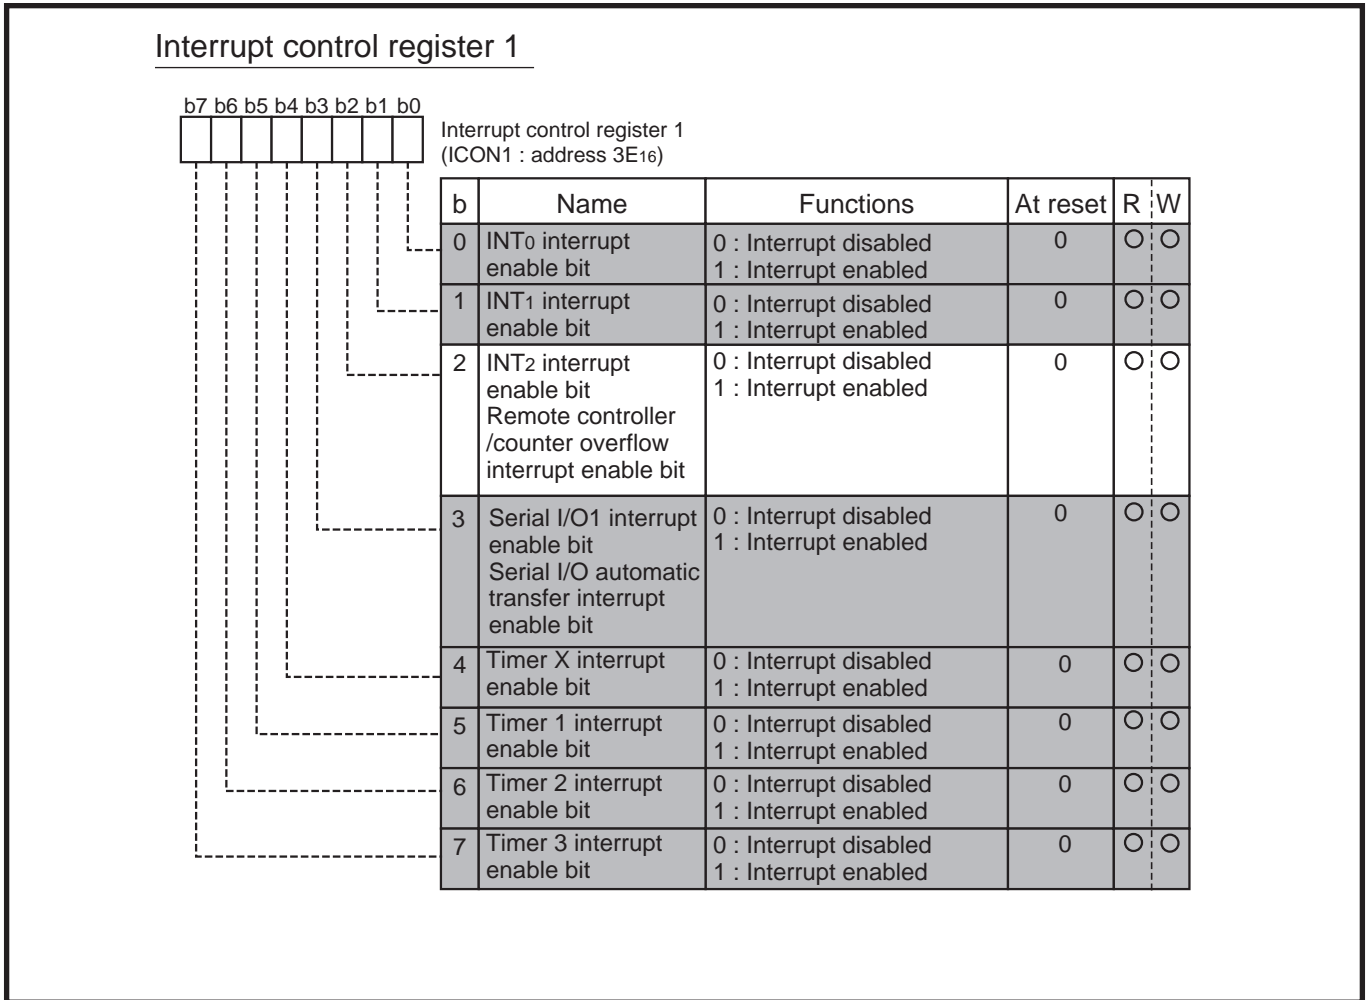 Interrupt control register 1
b7 b6 b5 b4 b3 b2 b1 b0
Interrupt control register 1
(ICON1 : address 3E16)
b Name Functions At reset R W
0 INT0 interrupt enable bit 0 : Interrupt disabled 1 : Interrupt enabled 0 O O
1 INT1 interrupt enable bit 0 : Interrupt disabled 1 : Interrupt enabled 0 O O
2 INT2 interrupt enable bit Remote controller /counter overflow interrupt enable bit 0 : Interrupt disabled 1 : Interrupt enabled 0 O O
3 Serial I/O1 interrupt enable bit Serial I/O automatic transfer interrupt enable bit 0 : Interrupt disabled 1 : Interrupt enabled 0 O O
4 Timer X interrupt enable bit 0 : Interrupt disabled 1 : Interrupt enabled 0 O O
5 Timer 1 interrupt enable bit 0 : Interrupt disabled 1 : Interrupt enabled 0 O O
6 Timer 2 interrupt enable bit 0 : Interrupt disabled 1 : Interrupt enabled 0 O O
7 Timer 3 interrupt enable bit 0 : Interrupt disabled 1 : Interrupt enabled 0 O O